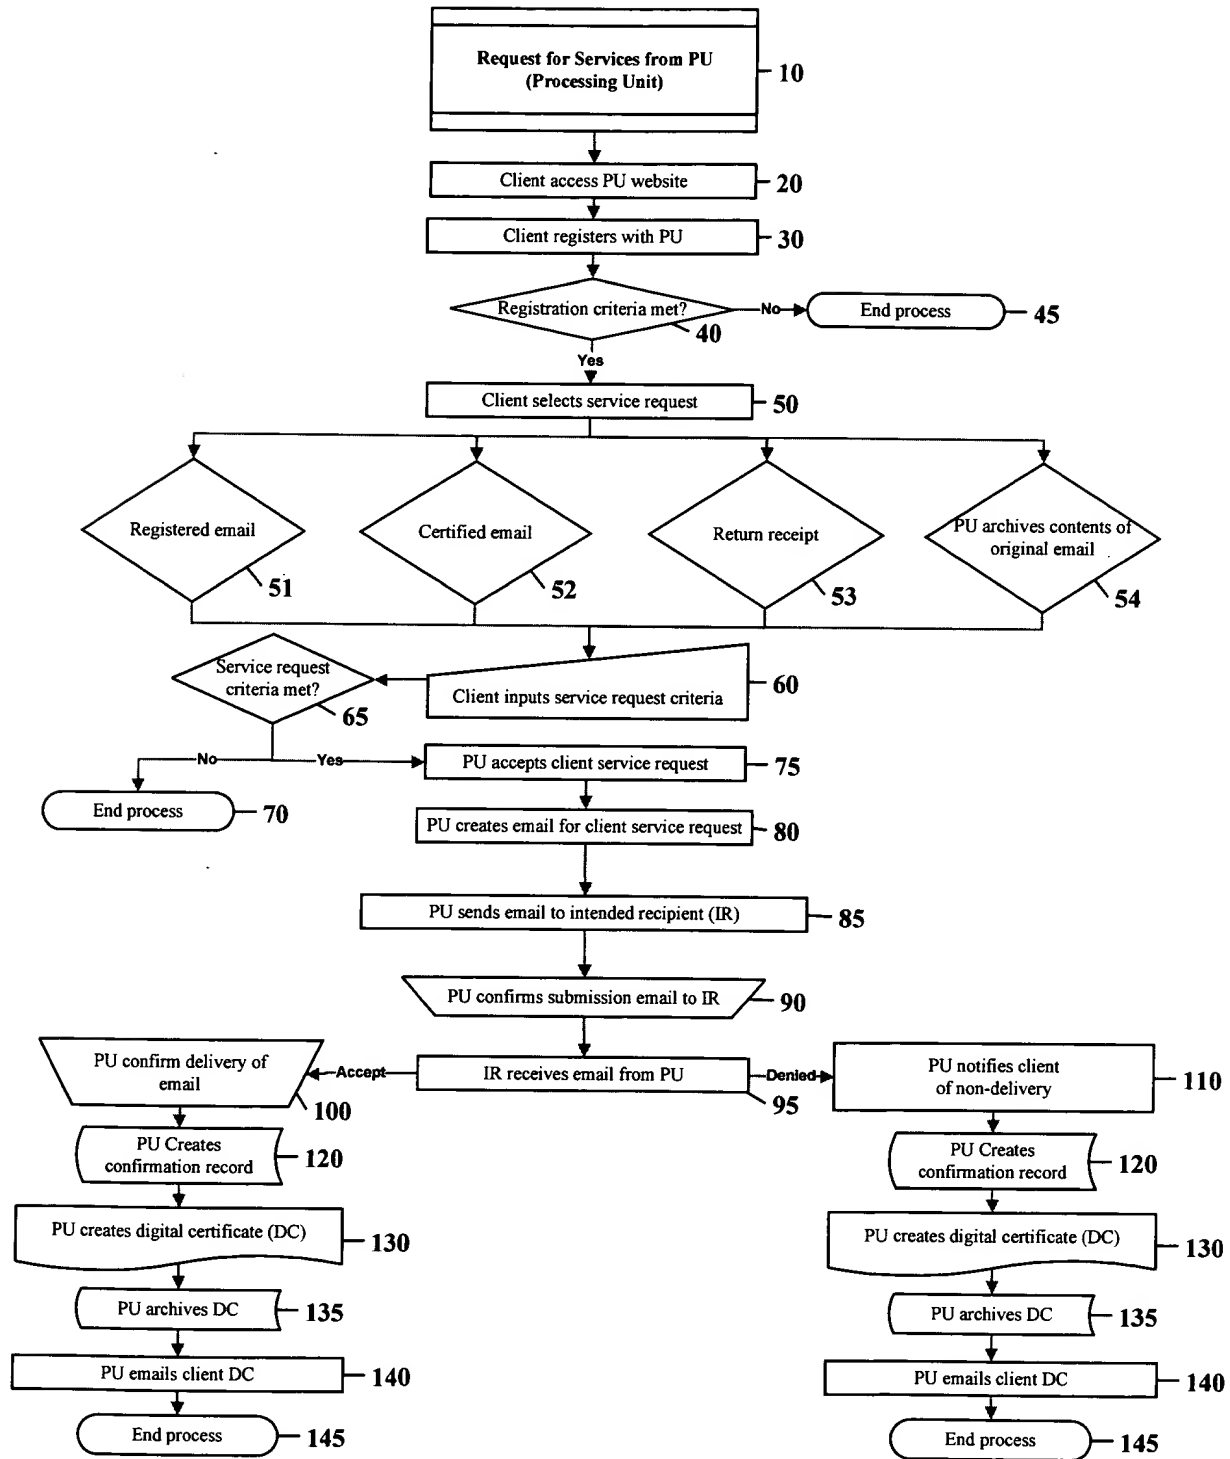 Request for Services from PU
(Processing Unit)
10
Client access PU website
20
Client registers with PU
30
Registration criteria met?
40
No
End process
45
Yes
Client selects service request
50
Registered email
51
Certified email
52
Return receipt
53
PU archives contents of
original email
54
Service request
criteria met?
65
Client inputs service request criteria
60
No
Yes
PU accepts client service request
75
End process
70
PU creates email for client service request
80
PU sends email to intended recipient (IR)
85
PU confirms submission email to IR
90
PU confirm delivery of
email
100
Accept
IR receives email from PU
95
Denied
PU notifies client
of non-delivery
110
PU Creates
confirmation record
120
PU Creates
confirmation record
120
PU creates digital certificate (DC)
130
PU creates digital certificate (DC)
130
PU archives DC
135
PU archives DC
135
PU emails client DC
140
PU emails client DC
140
End process
145
End process
145